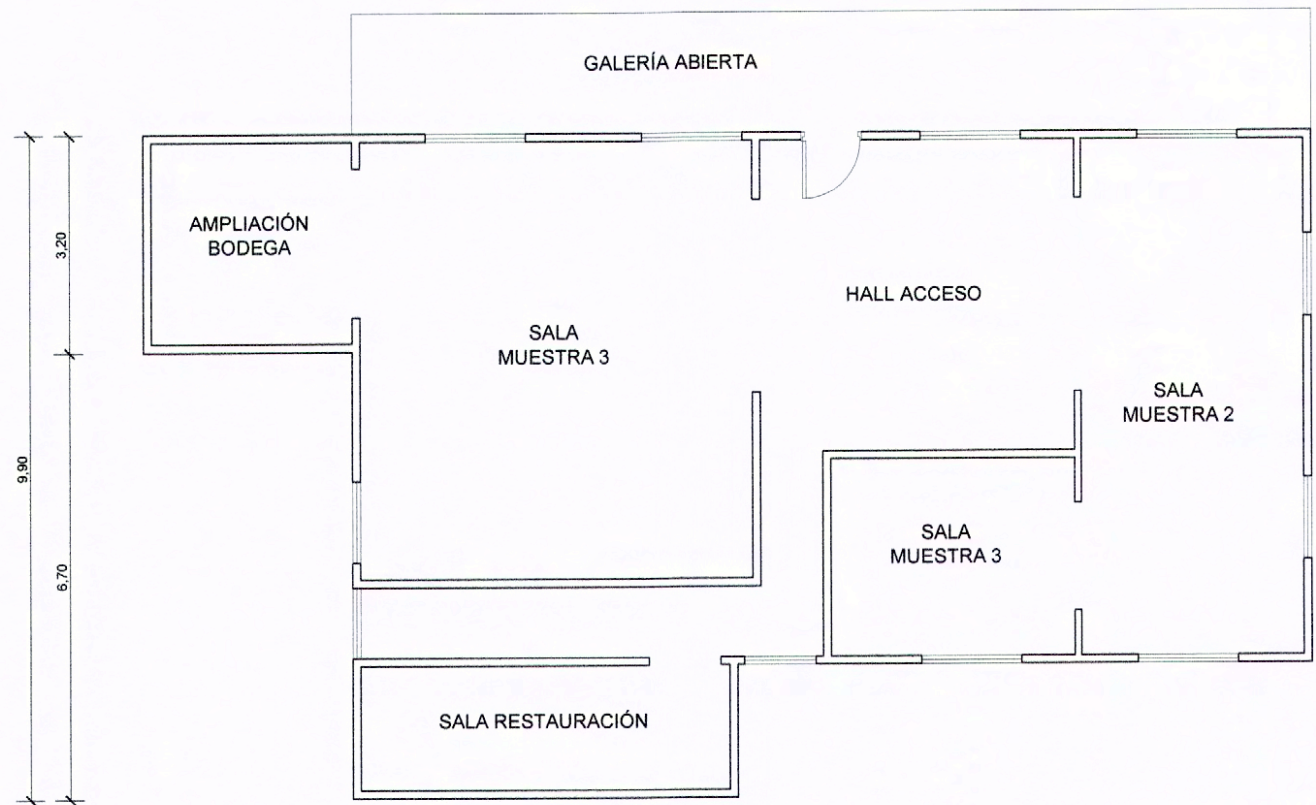 GALERÍA ABIERTA
AMPLIACIÓN
BODEGA
3,20
HALL ACCESO
SALA
MUESTRA 3
SALA
MUESTRA 2
9,90
6,70
SALA
MUESTRA 3
SALA RESTAURACIÓN